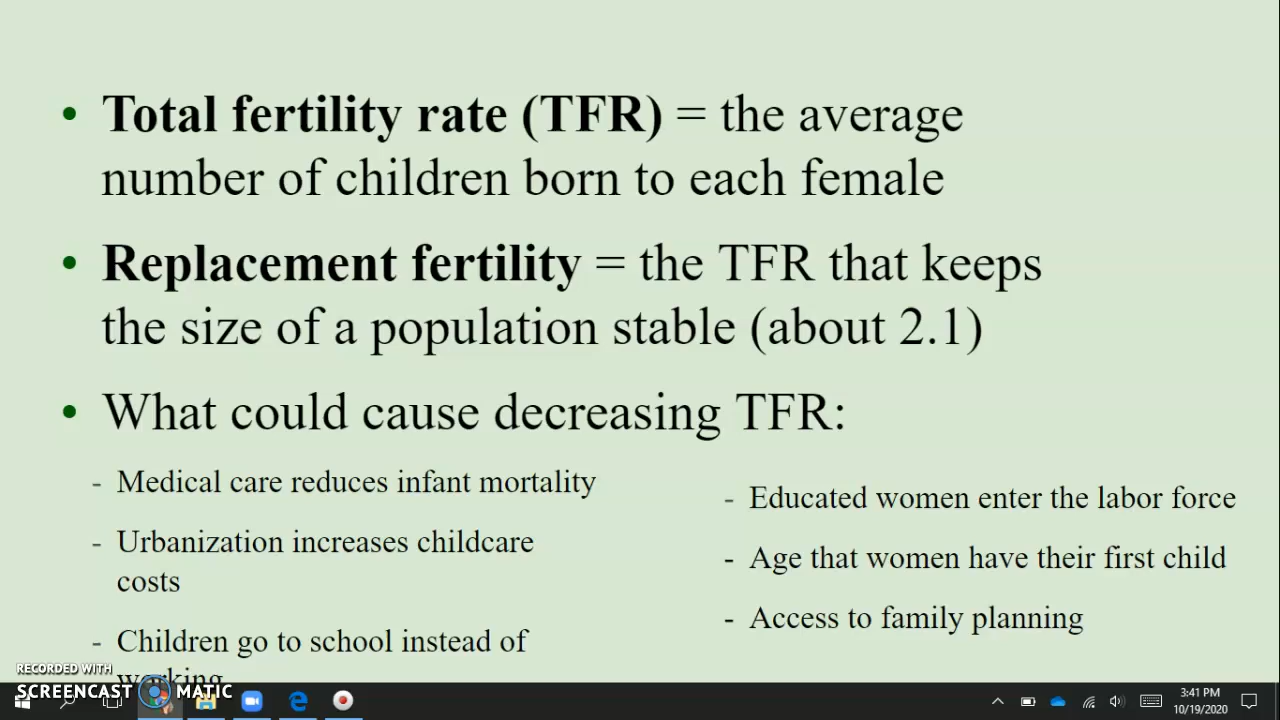 • Total fertility rate (TFR) = the average
number of children born to each female
• Replacement fertility = the TFR that keeps
the size of a population stable (about 2.1)
• What could cause decreasing TFR:
- Medical care reduces infant mortality
- Urbanization increases childcare
costs
- Children go to school instead of
working
- Educated women enter the labor force
- Age that women have their first child
- Access to family planning
RECORDED WITH
SCREENCAST MATIC
3:41 PM
10/19/2020